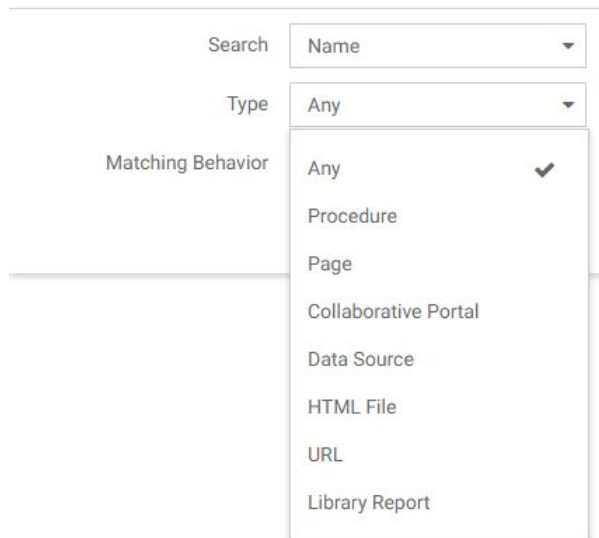 Search Name
Type Any
Matching Behavior Any
Procedure
Page
Collaborative Portal
Data Source
HTML File
URL
Library Report